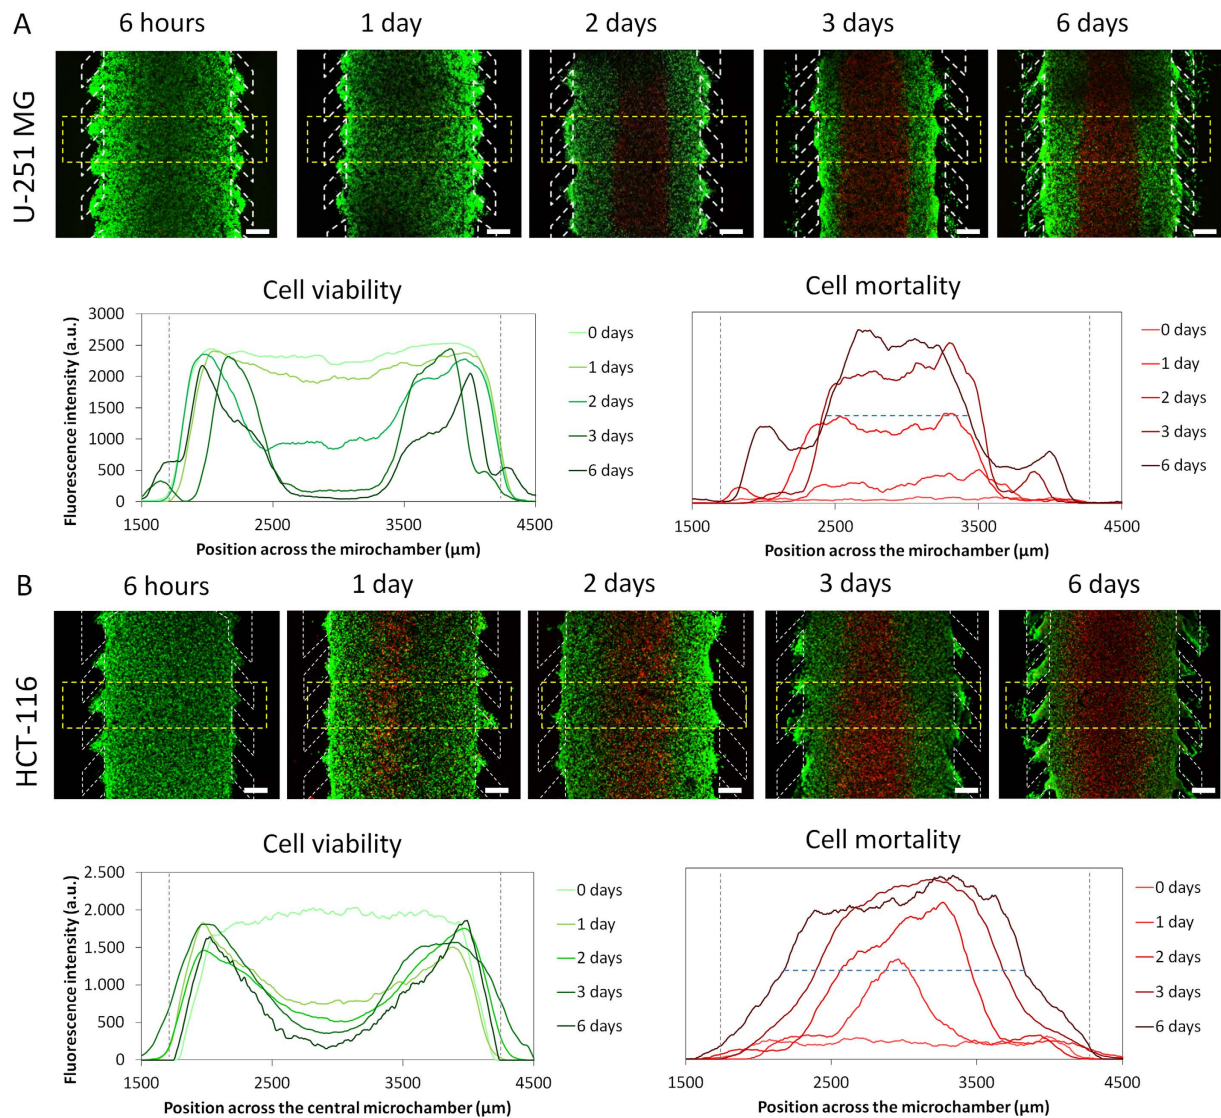 A
6 hours
1 day
2 days
3 days
6 days
U-251 MG
Cell viability
Fluorescence intensity (a.u.)
3000
2500
2000
1500
1000
500
0
1500
2500
3500
4500
Position across the mirochamber (µm)
0 days
1 days
2 days
3 days
6 days
Cell mortality
1500
2500
3500
4500
Position across the mirochamber (µm)
0 days
1 day
2 days
3 days
6 days
B
6 hours
1 day
2 days
3 days
6 days
HCT-116
Cell viability
Fluorescence intensity (a.u.)
2.500
2.000
1.500
1.000
500
0
1500
2500
3500
4500
Position across the central microchamber (µm)
0 days
1 day
2 days
3 days
6 days
Cell mortality
1500
2500
3500
4500
Position across the microchamber (µm)
0 days
1 day
2 days
3 days
6 days